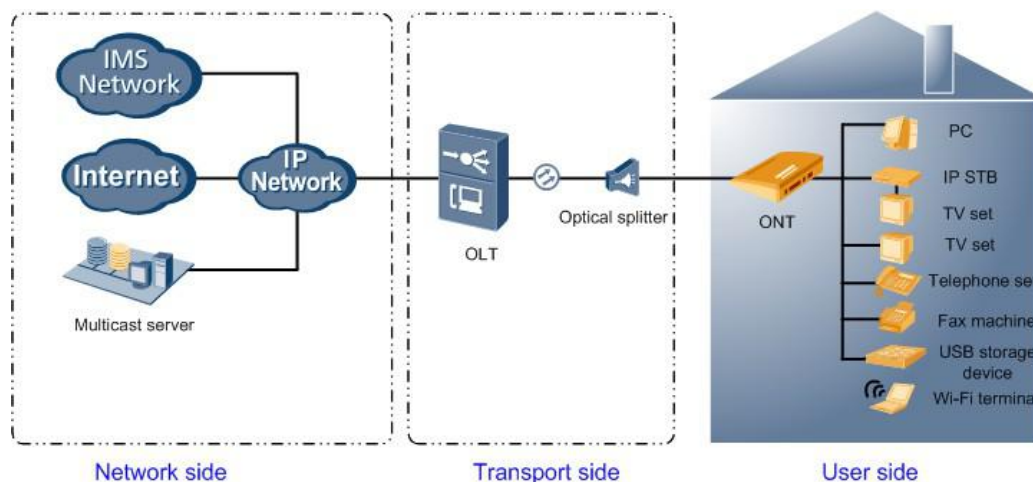 IMS
Network
Internet
IP
Network
Multicast server
OLT
Optical splitter
ONT
PC
IP STB
TV set
TV set
Telephone se
Fax machine
USB storage
device
Wi-Fi termina
Network side
Transport side
User side